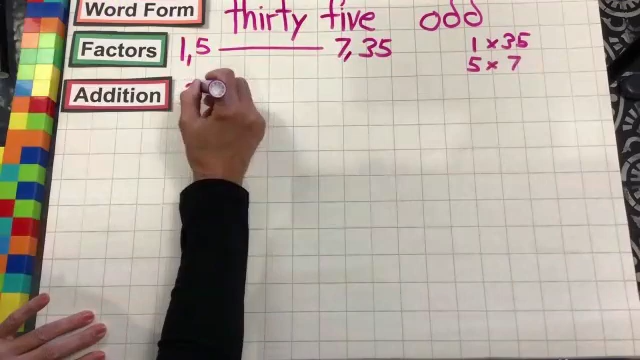 Word Form thirty five odd
Factors 1, 5 7, 35 1 x 35
5 x 7
Addition